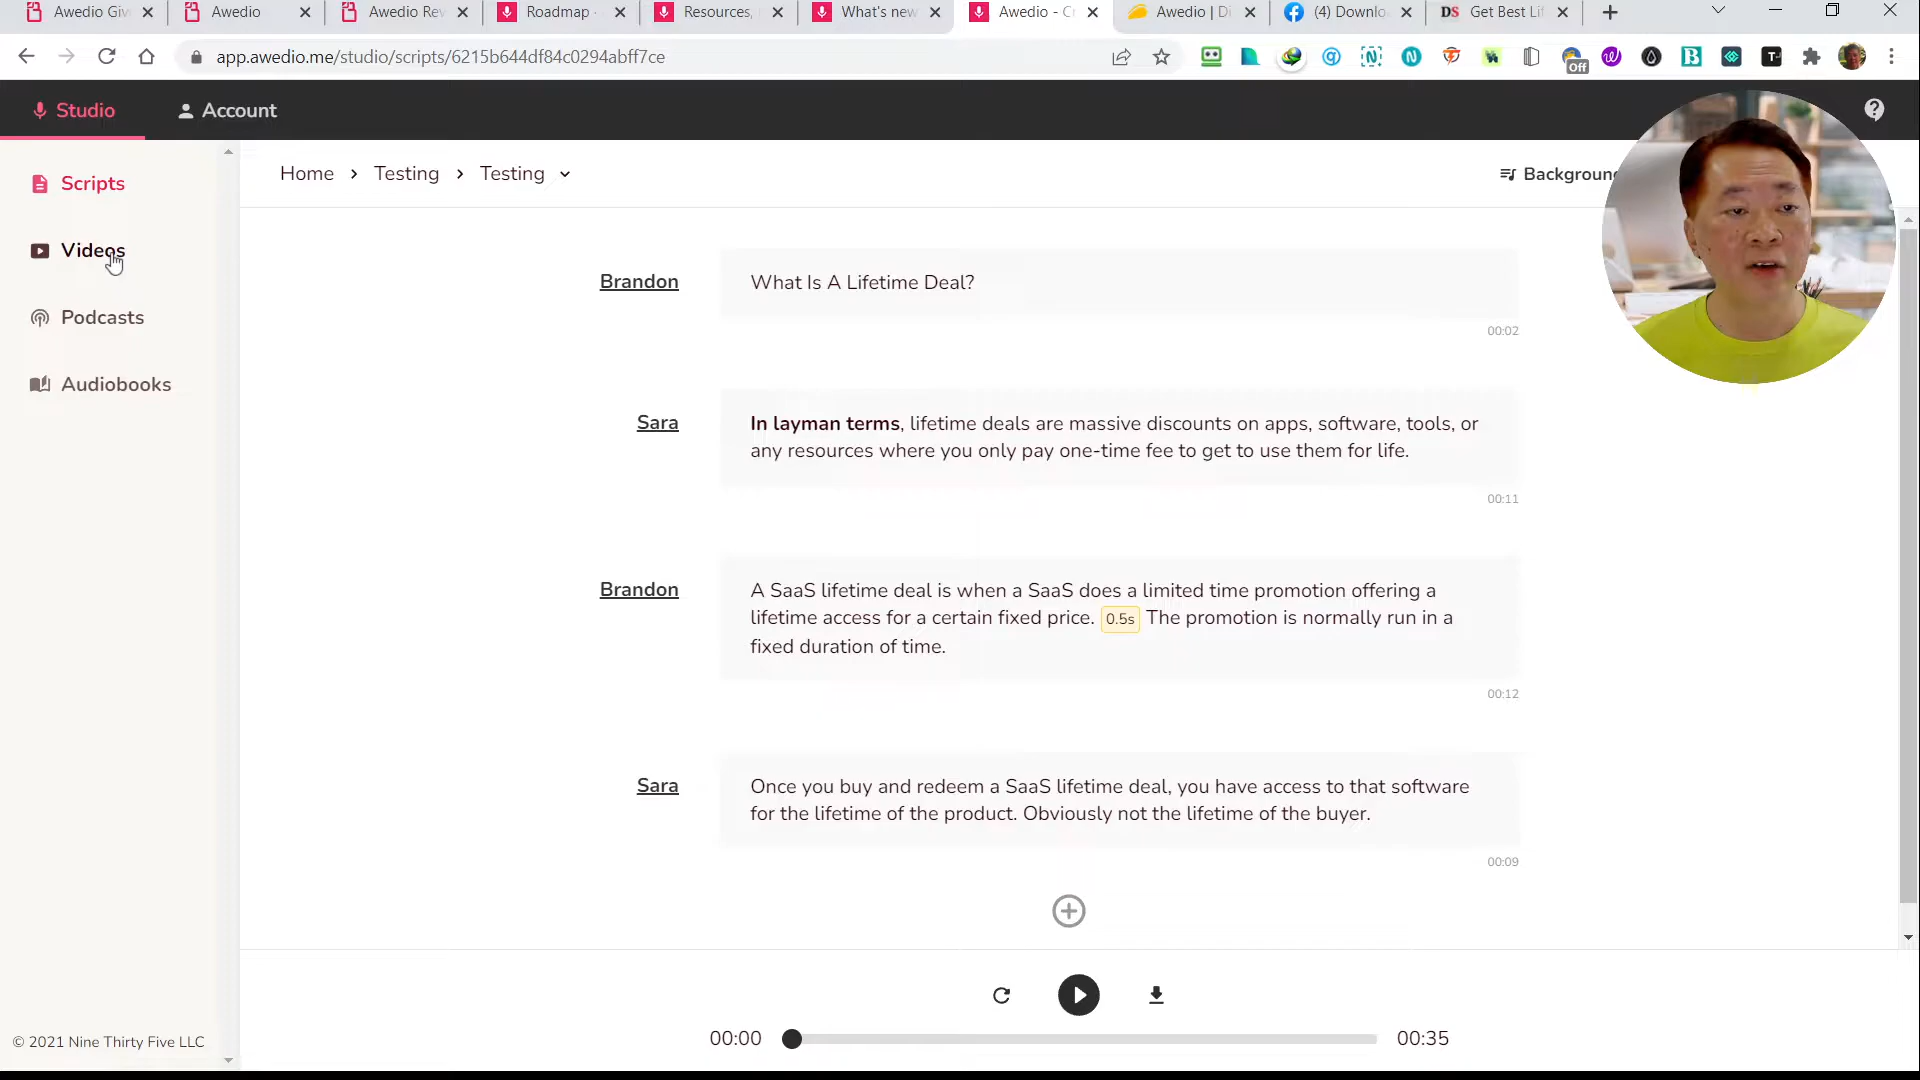 Awedio Giv
Awedio
Awedio Rev
Roadmap -
Resources,
What's new
Awedio - Cr
Awedio | Di
(4) Downlo
DS Get Best Lif
app.awedio.me/studio/scripts/6215b644df84c0294abff7ce
Off
Studio
Account
Scripts
Videos
Podcasts
Audiobooks
Home > Testing > Testing
Background
Brandon
What Is A Lifetime Deal?
00:02
Sara
In layman terms, lifetime deals are massive discounts on apps, software, tools, or
any resources where you only pay one-time fee to get to use them for life.
00:11
Brandon
A SaaS lifetime deal is when a SaaS does a limited time promotion offering a
lifetime access for a certain fixed price. 0.5s The promotion is normally run in a
fixed duration of time.
00:12
Sara
Once you buy and redeem a SaaS lifetime deal, you have access to that software
for the lifetime of the product. Obviously not the lifetime of the buyer.
00:09
00:00
00:35
© 2021 Nine Thirty Five LLC